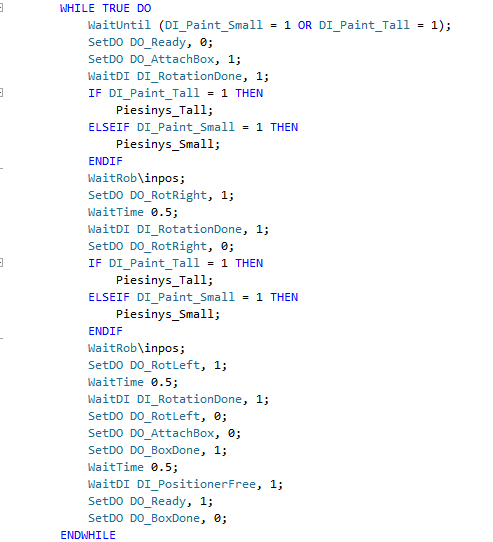 WHILE TRUE DO
WaitUntil (DI_Paint_Small = 1 OR DI_Paint_Tall = 1);
SetDO DO_Ready, 0;
SetDO DO_AttachBox, 1;
WaitDI DI_RotationDone, 1;
IF DI_Paint_Tall = 1 THEN
Piesinys_Tall;
ELSEIF DI_Paint_Small = 1 THEN
Piesinys_Small;
ENDIF
WaitRob\inpos;
SetDO DO_RotRight, 1;
WaitTime 0.5;
WaitDI DI_RotationDone, 1;
SetDO DO_RotRight, 0;
IF DI_Paint_Tall = 1 THEN
Piesinys_Tall;
ELSEIF DI_Paint_Small = 1 THEN
Piesinys_Small;
ENDIF
WaitRob\inpos;
SetDO DO_RotLeft, 1;
WaitTime 0.5;
WaitDI DI_RotationDone, 1;
SetDO DO_RotLeft, 0;
SetDO DO_AttachBox, 0;
SetDO DO_BoxDone, 1;
WaitTime 0.5;
WaitDI DI_PositionerFree, 1;
SetDO DO_Ready, 1;
SetDO DO_BoxDone, 0;
ENDWHILE